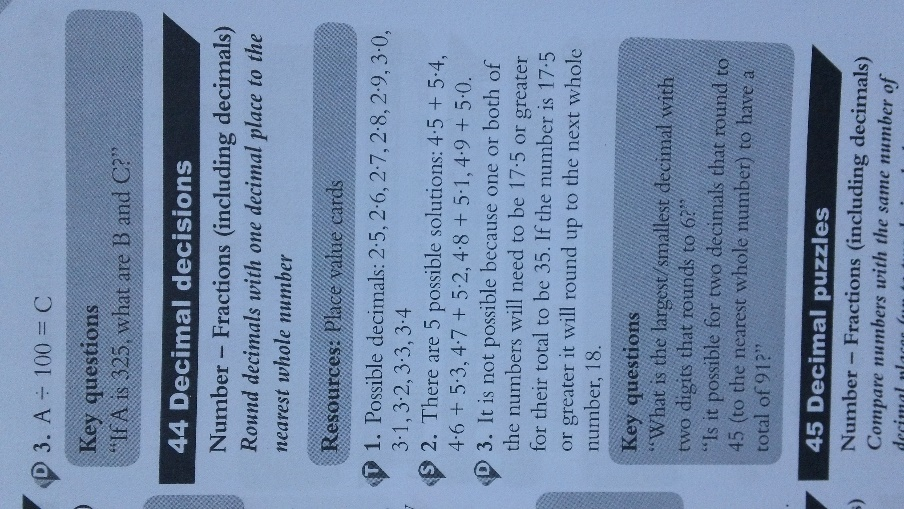 D 3. A ÷ 100 = C
Key questions
“If A is 325, what are B and C?”
44 Decimal decisions
Number – Fractions (including decimals)
Round decimals with one decimal place to the
nearest whole number
Resources: Place value cards
T 1. Possible decimals: 2·5, 2·6, 2·7, 2·8, 2·9, 3·0,
3·1, 3·2, 3·3, 3·4
S 2. There are 5 possible solutions: 4·5 + 5·4,
4·6 + 5·3, 4·7 + 5·2, 4·8 + 5·1, 4·9 + 5·0.
D 3. It is not possible because one or both of
the numbers will need to be 17·5 or greater
for their total to be 35. If the number is 17·5
or greater it will round up to the next whole
number, 18.
Key questions
“What is the largest/smallest decimal with
two digits that rounds to 6?”
“Is it possible for two decimals that round to
45 (to the nearest whole number) to have a
total of 91?”
45 Decimal puzzles
Number – Fractions (including decimals)
Compare numbers with the same number of
decimal places